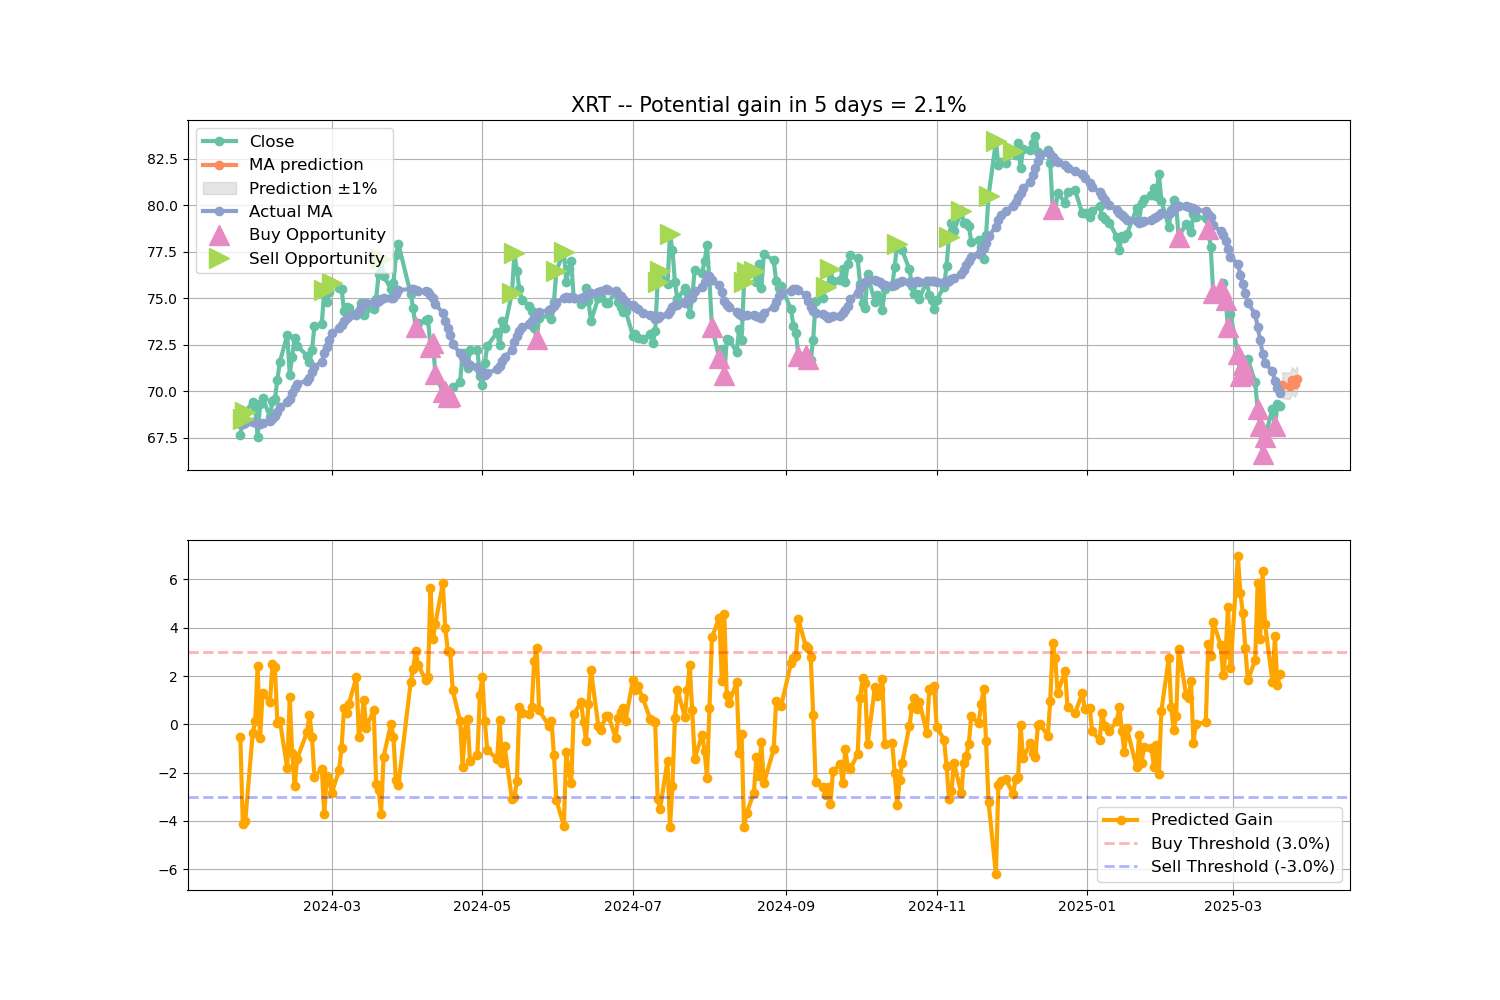 XRT -- Potential gain in 5 days = 2.1%
Close
MA prediction
Prediction ±1%
Actual MA
Buy Opportunity
Sell Opportunity
82.5
80.0
77.5
75.0
72.5
70.0
67.5
6
4
2
0
−2
−4
−6
Predicted Gain
Buy Threshold (3.0%)
Sell Threshold (-3.0%)
2024-03
2024-05
2024-07
2024-09
2024-11
2025-01
2025-03